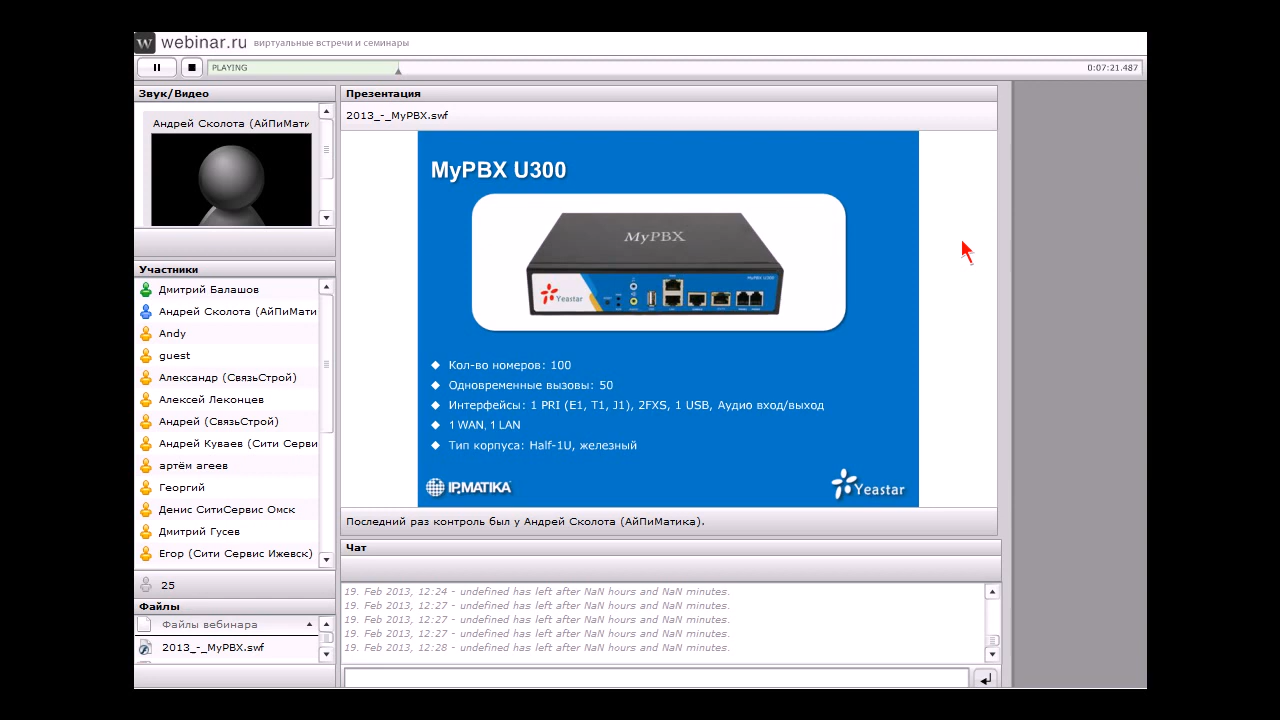 w webinar.ru виртуальные встречи и семинары
PLAYING
0:07:21.487
Звук/Видео
Андрей Сколота (АйПиМати
Участники
Дмитрий Балашов
Андрей Сколота (АйПиМати
Andy
guest
Александр (СвязьСтрой)
Алексей Леконцев
Андрей (СвязьСтрой)
Андрей Куваев (Сити Серви
артём агеев
Георгий
Денис СитиСервис Омск
Дмитрий Гусев
Егор (Сити Сервис Ижевск)
25
Файлы
Файлы вебинара
2013_-_MyPBX.swf
Презентация
2013_-_MyPBX.swf
MyPBX U300
MyPBX
MyPBX U300
Yeastar
Кол-во номеров: 100
Одновременные вызовы: 50
Интерфейсы: 1 PRI (E1, T1, J1), 2FXS, 1 USB, Аудио вход/выход
1 WAN, 1 LAN
Тип корпуса: Half-1U, железный
IPMATIKA
Yeastar
Последний раз контроль был у Андрей Сколота (АйПиМатика).
Чат
19. Feb 2013, 12:24 - undefined has left after NaN hours and NaN minutes.
19. Feb 2013, 12:27 - undefined has left after NaN hours and NaN minutes.
19. Feb 2013, 12:27 - undefined has left after NaN hours and NaN minutes.
19. Feb 2013, 12:27 - undefined has left after NaN hours and NaN minutes.
19. Feb 2013, 12:28 - undefined has left after NaN hours and NaN minutes.